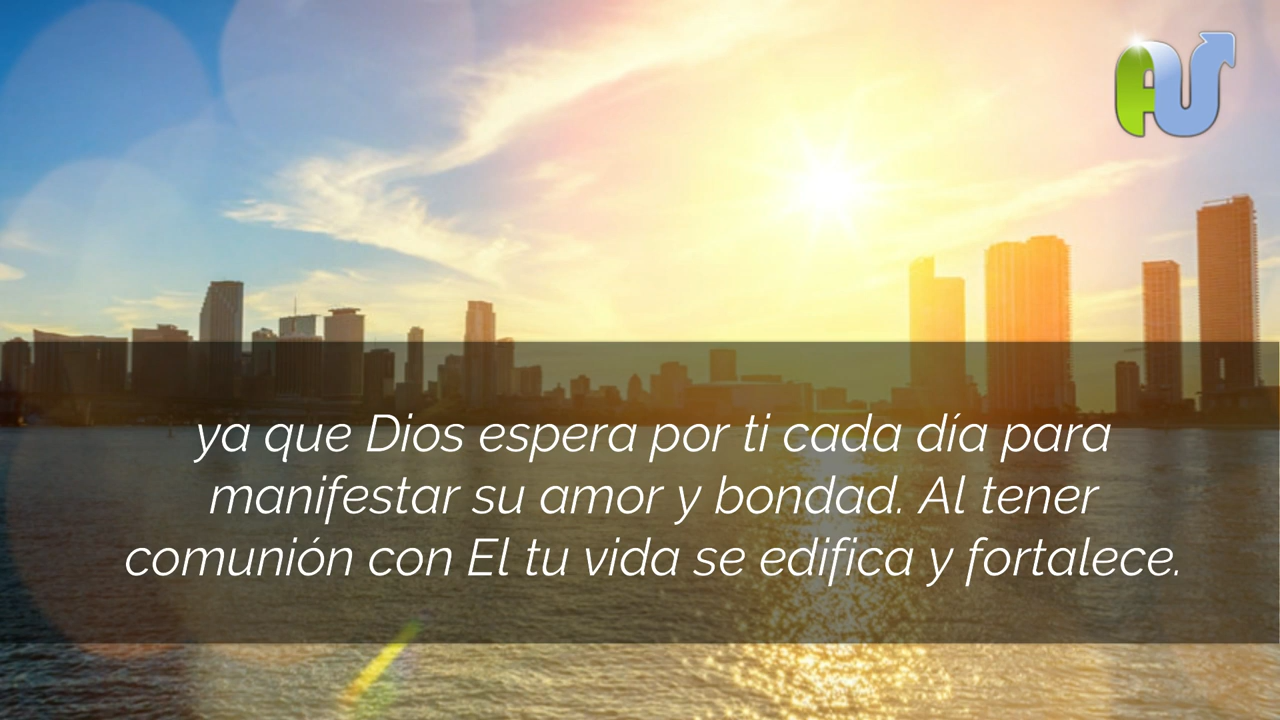 AU
ya que Dios espera por ti cada día para
manifestar su amor y bondad. Al tener
comunión con El tu vida se edifica y fortalece.